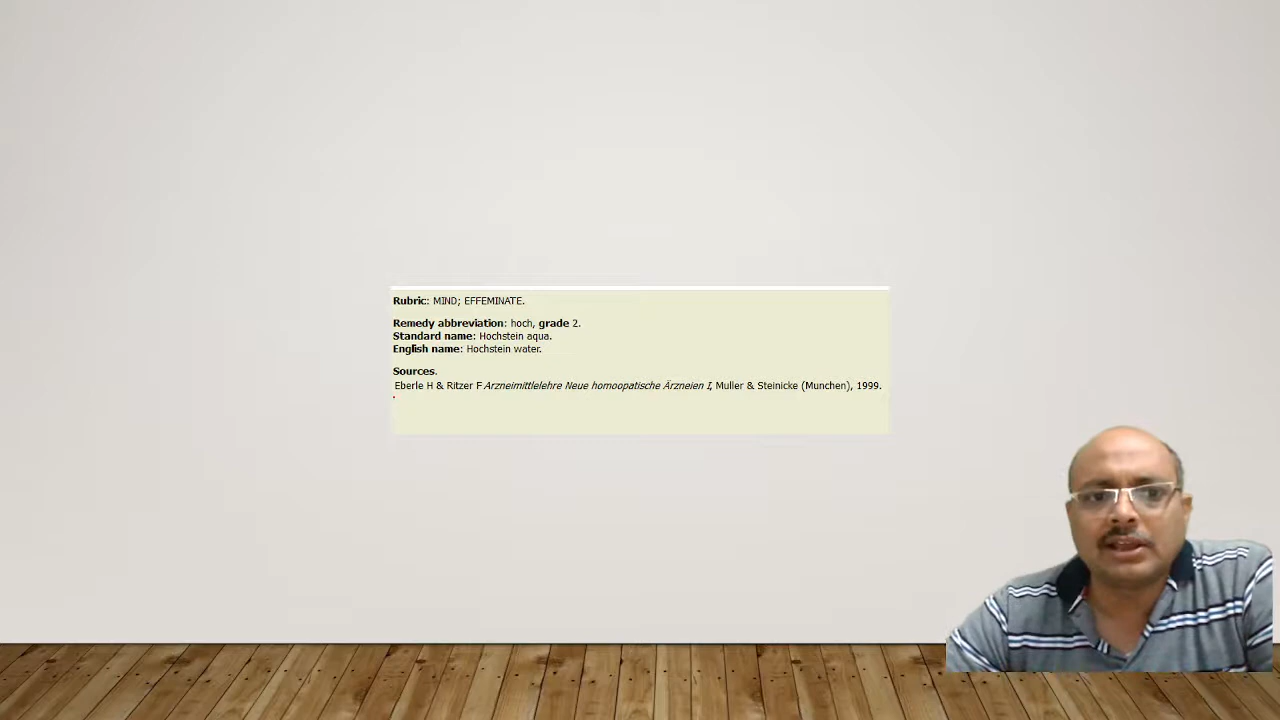 Rubric: MIND; EFFEMINATE.
Remedy abbreviation: hoch, grade 2.
Standard name: Hochstein aqua.
English name: Hochstein water.
Sources.
Eberle H & Ritzer F Arzneimittlelehre Neue homoopatische Ärzneien I, Muller & Steinicke (Munchen), 1999.